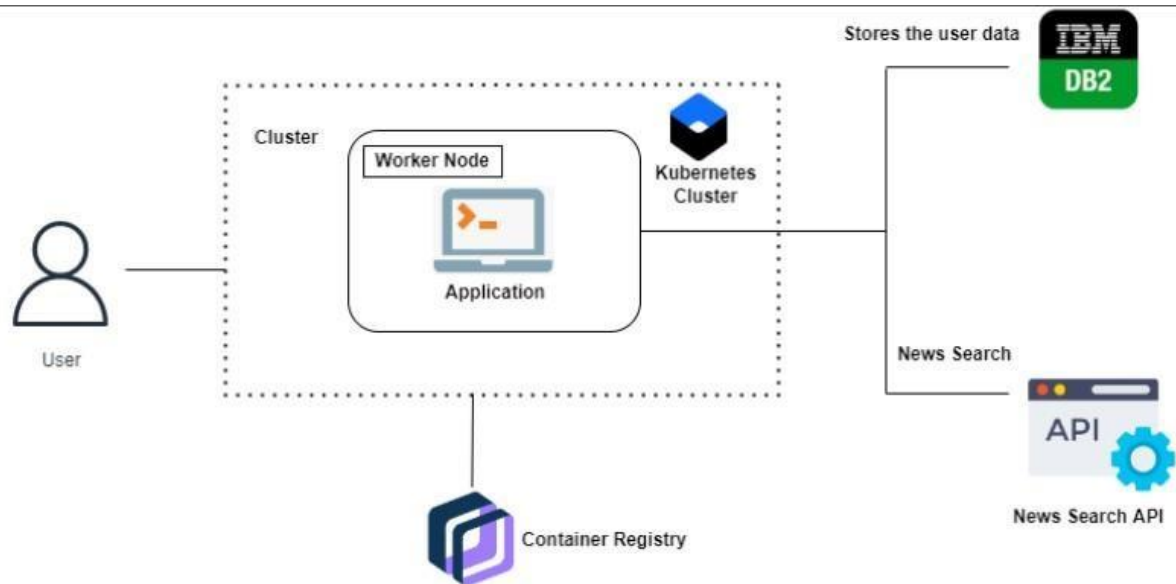 Stores the user data
IBM
DB2
Cluster
Worker Node
Kubernetes
Cluster
Application
User
News Search
API
News Search API
Container Registry